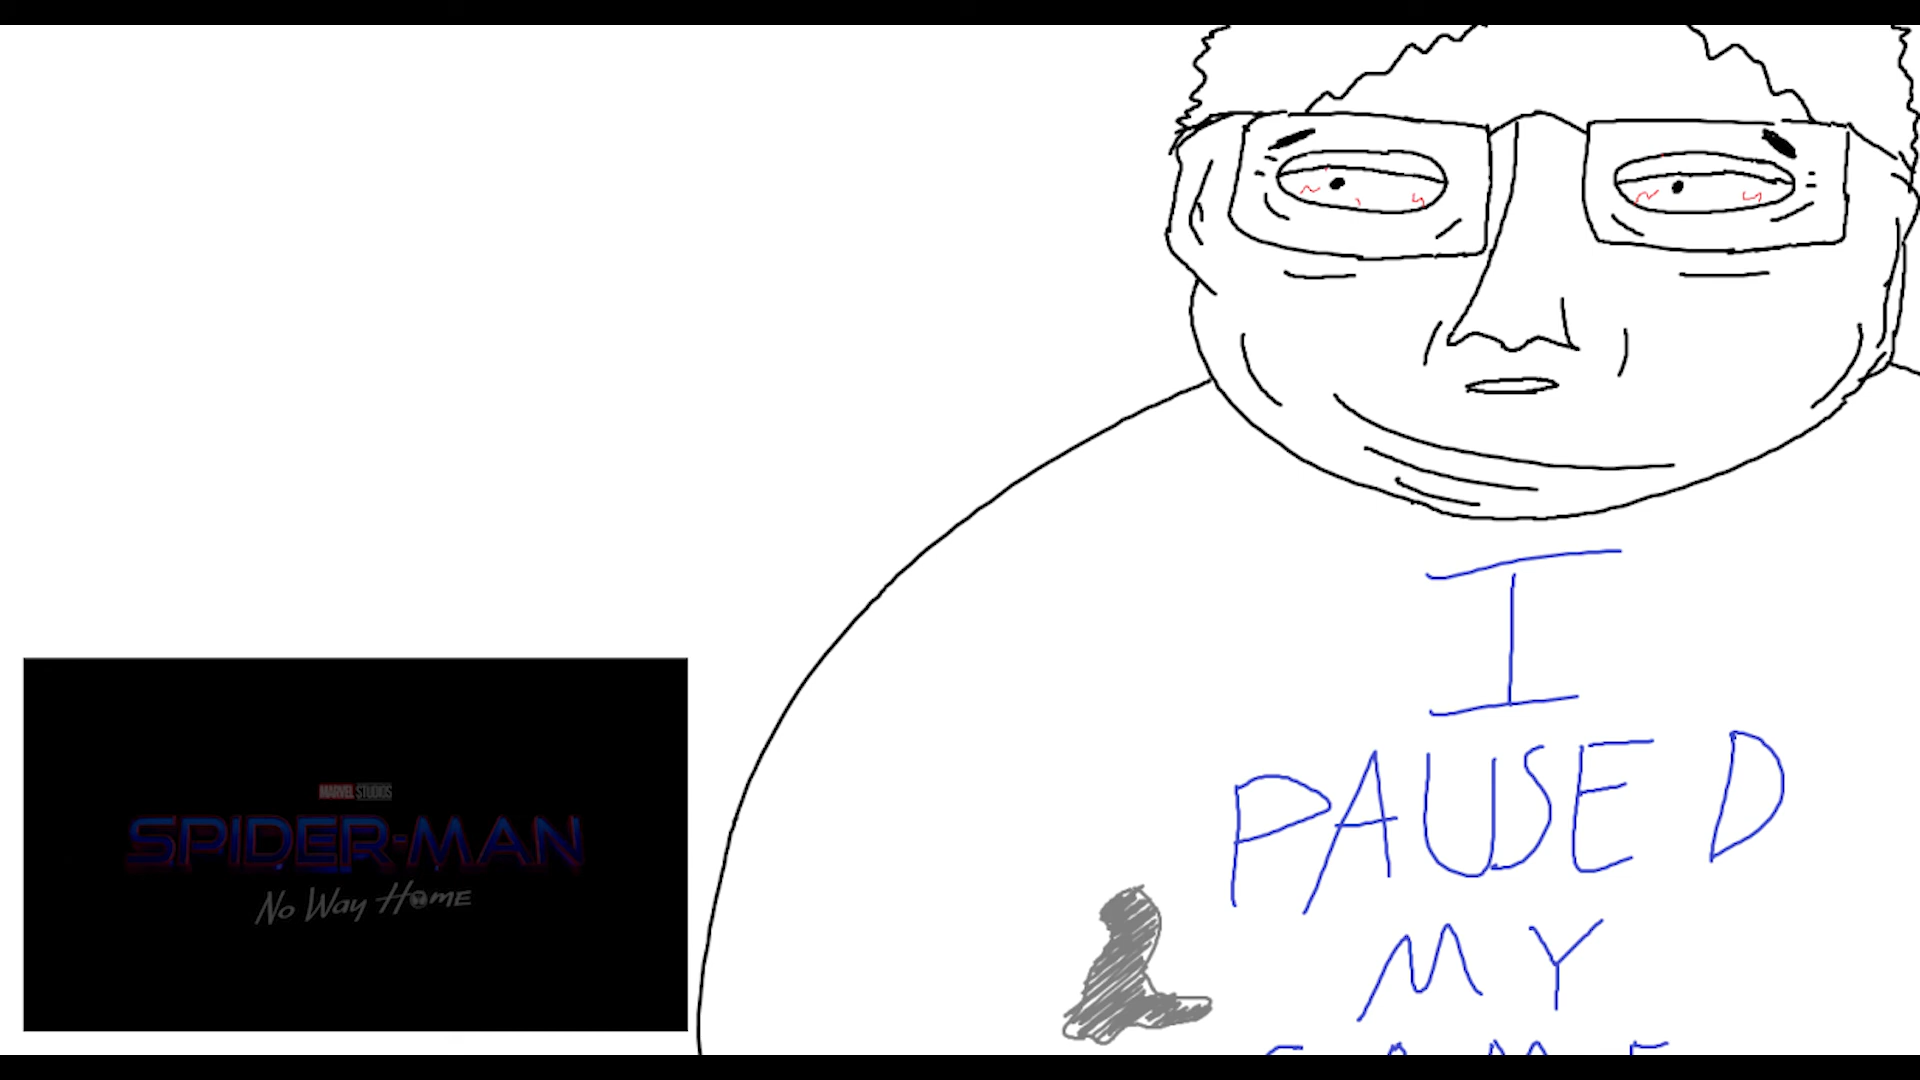 MARVEL STUDIOS
SPIDER-MAN
No Way Home
I
PAUSED
MY